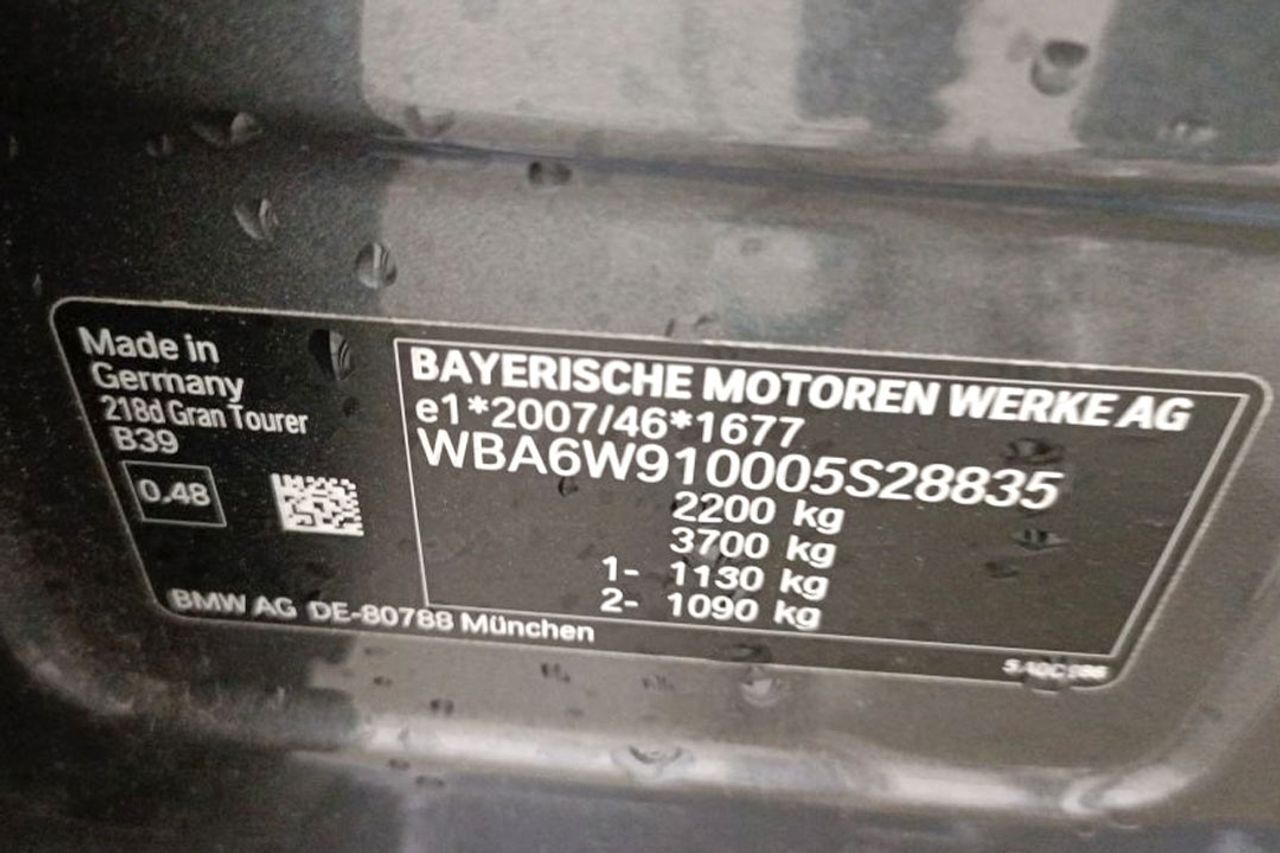 Made in
Germany
218d Gran Tourer
B39
0.48
BAYERISCHE MOTOREN WERKE AG
e1*2007/46*1677
WBA6W910005S28835
2200 kg
3700 kg
1- 1130 kg
2- 1090 kg
BMW AG DE-80788 München